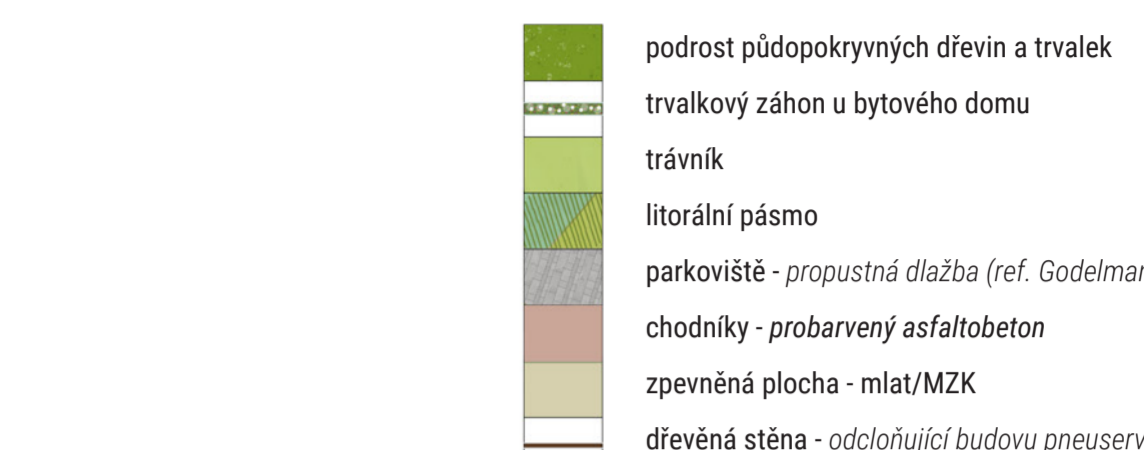 podrost půdopokryvných dřevin a trvalek
trvalkový záhon u bytového domu
trávník
litorální pásmo
parkoviště - propustná dlažba (ref.
chodníky - probarvený asfaltobeton
zpevněná plocha - mlat/MZK
dřevěná stěna - odcloňující budovu